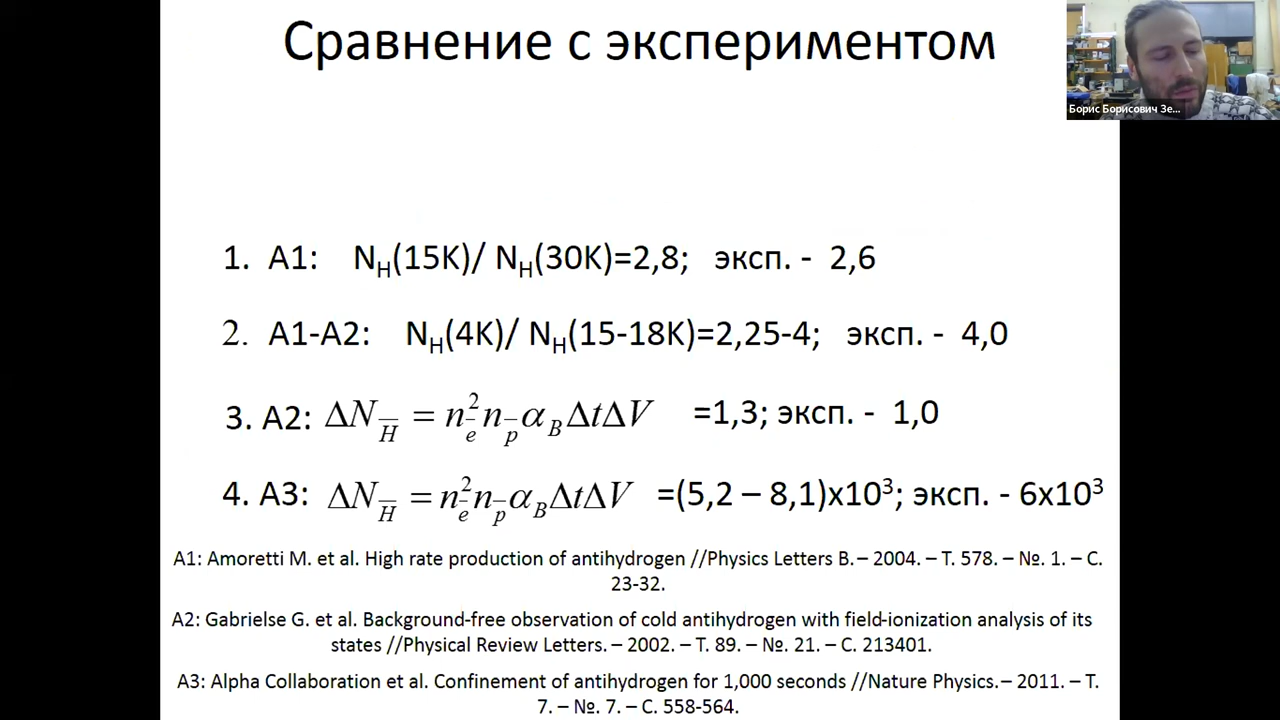 Сравнение с экспериментом
Борис Борисович Зе...
1. A1: N_H(15K)/ N_H(30K)=2,8; эксп. - 2,6
2. A1-A2: N_H(4K)/ N_H(15-18K)=2,25-4; эксп. - 4,0
3. A2: ΔN_H̅ = n_e̅² n_p̅ α_B ΔtΔV =1,3; эксп. - 1,0
4. A3: ΔN_H̅ = n_e̅² n_p̅ α_B ΔtΔV =(5,2 – 8,1)x10³; эксп. - 6x10³
A1: Amoretti M. et al. High rate production of antihydrogen //Physics Letters B. – 2004. – Т. 578. – №. 1. – С.
23-32.
A2: Gabrielse G. et al. Background-free observation of cold antihydrogen with field-ionization analysis of its
states //Physical Review Letters. – 2002. – Т. 89. – №. 21. – С. 213401.
A3: Alpha Collaboration et al. Confinement of antihydrogen for 1,000 seconds //Nature Physics. – 2011. – Т.
7. – №. 7. – С. 558-564.